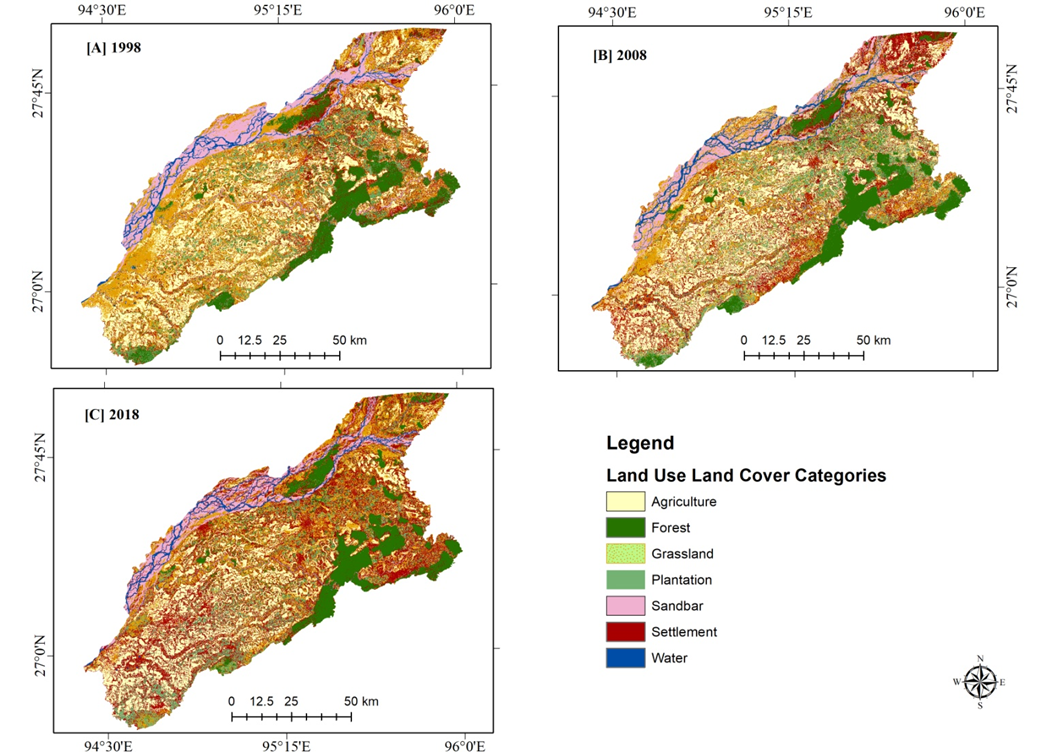 94°30'E 95°15'E 96°0'E
94°30'E 95°15'E 96°0'E
[A] 1998
[B] 2008
27°45'N
27°45'N
27°0'N
27°0'N
0 12.5 25 50 km
0 12.5 25 50 km
[C] 2018
27°45'N
27°0'N
0 12.5 25 50 km
94°30'E 95°15'E 96°0'E
Legend
Land Use Land Cover Categories
Agriculture
Forest
Grassland
Plantation
Sandbar
Settlement
Water
N
W E
S